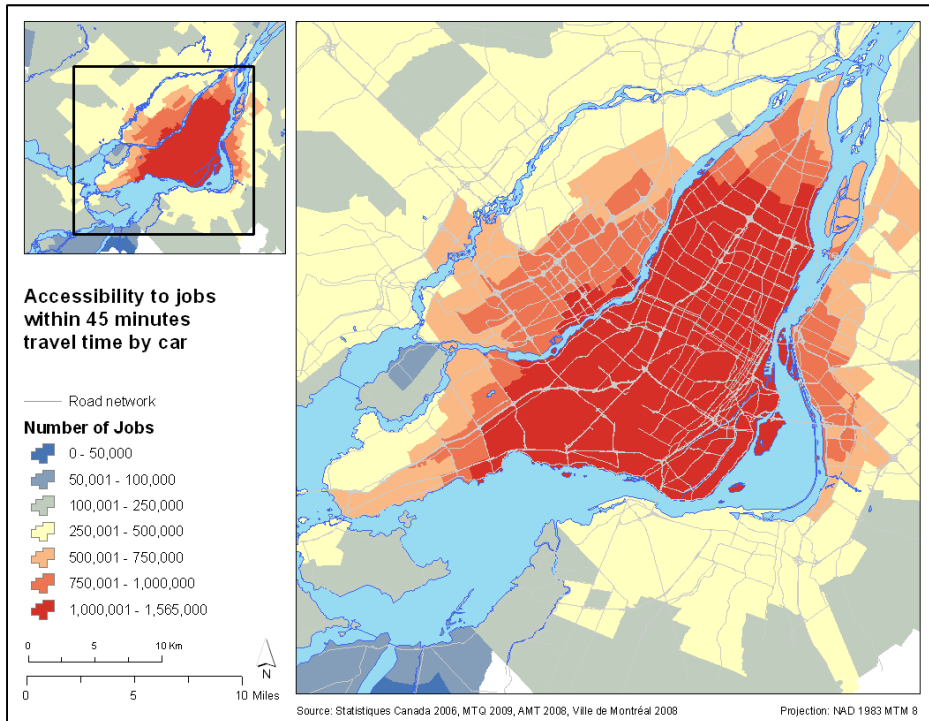 Accessibility to jobs
within 45 minutes
travel time by car
Road network
Number of Jobs
0 - 50,000
50,001 - 100,000
100,001 - 250,000
250,001 - 500,000
500,001 - 750,000
750,001 - 1,000,000
1,000,001 - 1,565,000
0 5 10 Km
N
0 5 10 Miles
Source: Statistiques Canada 2006, MTQ 2009, AMT 2008, Ville de Montréal 2008
Projection: NAD 1983 MTM 8